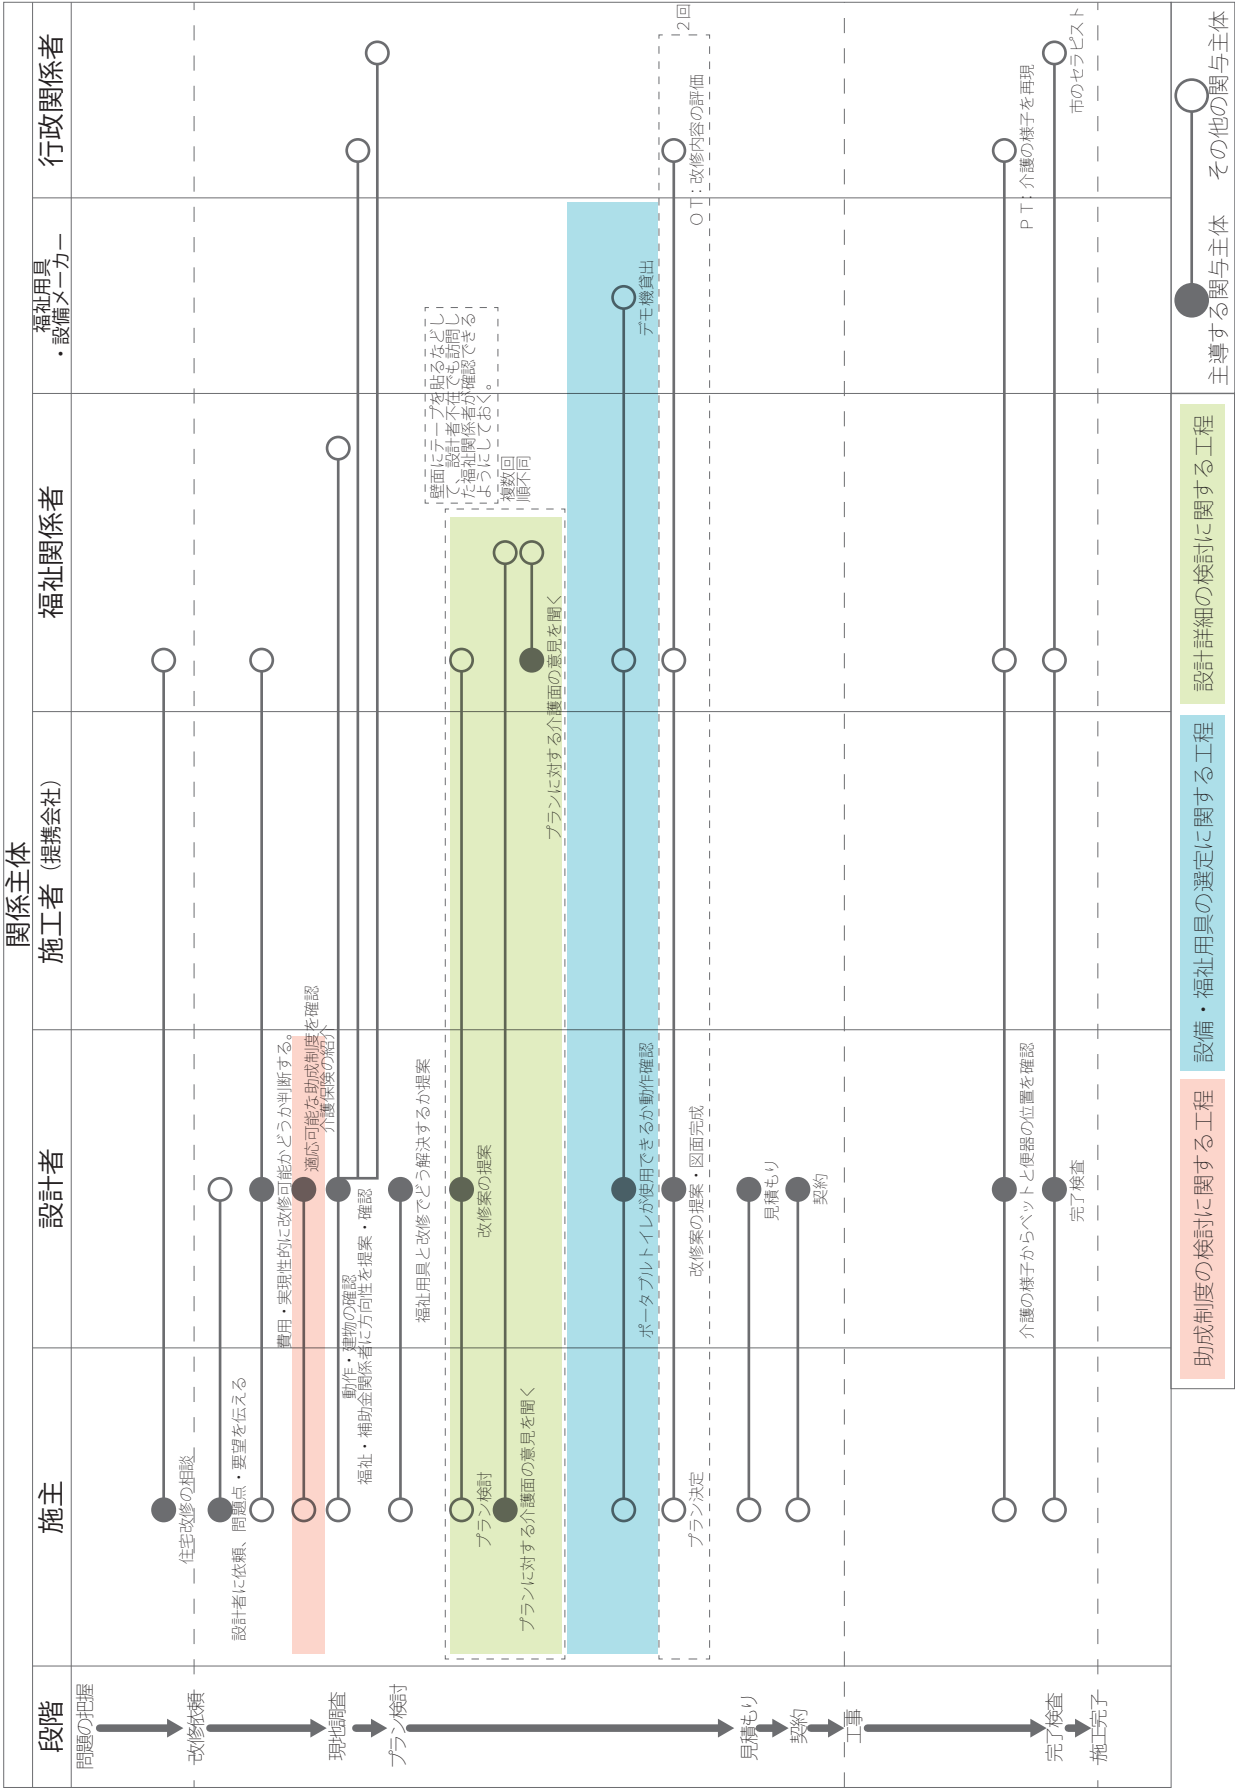 関係主体
段階
施主
設計者
施工者（提携会社）
福祉関係者
福祉用具
・設備メーカー
行政関係者
問題の把握
改修依頼
現地調査
プラン検討
見積もり
契約
工事
完了検査
施工完了
住宅改修の相談
設計者に依頼、問題点・要望を伝える
費用・実現性的に改修可能かどうか判断する。
適応可能な助成制度を確認
介護保険の紹介
動作・建物の確認
福祉・補助金関係者に方向性を提案・確認
福祉用具と改修でどう解決するか提案
壁面にテープを貼るなどし
て、設計者不在でも訪問し
た福祉関係者が確認できる
ようにしておく。
複数回
順不同
プラン検討
改修案の提案
プランに対する介護面の意見を聞く
プランに対する介護面の意見を聞く
ポータブルトイレが使用できるか動作確認
デモ機貸出
プラン決定
改修案の提案・図面完成
ＯＴ：改修内容の評価
2回
見積もり
契約
介護の様子からベットと便器の位置を確認
ＰＴ：介護の様子を再現
完了検査
市のセラピスト
助成制度の検討に関する工程
設備・福祉用具の選定に関する工程
設計詳細の検討に関する工程
主導する関与主体
その他の関与主体